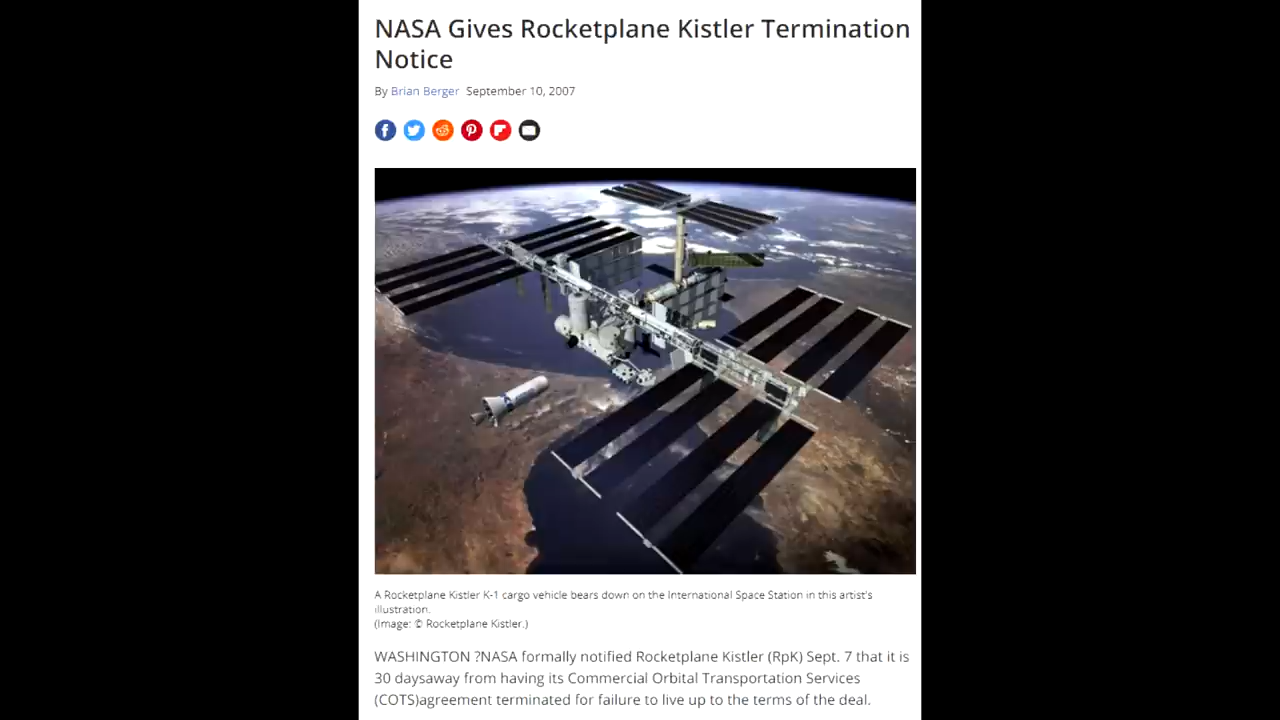 NASA Gives Rocketplane Kistler Termination
Notice
By Brian Berger September 10, 2007
A Rocketplane Kistler K-1 cargo vehicle bears down on the International Space Station in this artist's
illustration.
(Image: © Rocketplane Kistler.)
WASHINGTON ?NASA formally notified Rocketplane Kistler (RpK) Sept. 7 that it is
30 daysaway from having its Commercial Orbital Transportation Services
(COTS)agreement terminated for failure to live up to the terms of the deal.